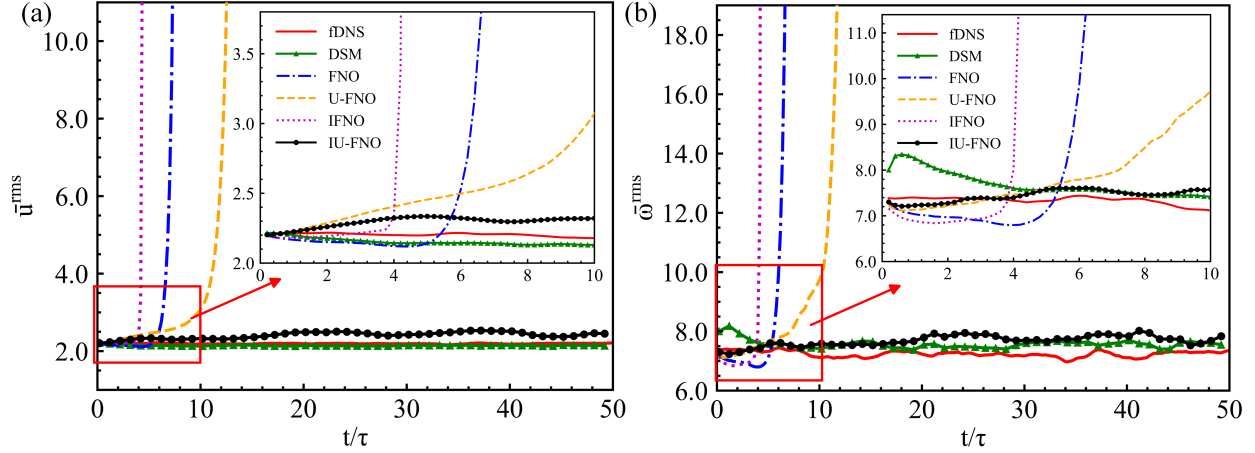 (a)
ū^rms
10.0
8.0
6.0
4.0
2.0
0
10
20
30
40
50
t/τ
3.5
3.0
2.5
2.0
0
2
4
6
8
10
fDNS
DSM
FNO
U-FNO
IFNO
IU-FNO
(b)
ω̄^rms
18.0
16.0
14.0
12.0
10.0
8.0
6.0
0
10
20
30
40
50
t/τ
11.0
10.0
9.0
8.0
7.0
6.0
0
2
4
6
8
10
fDNS
DSM
FNO
U-FNO
IFNO
IU-FNO